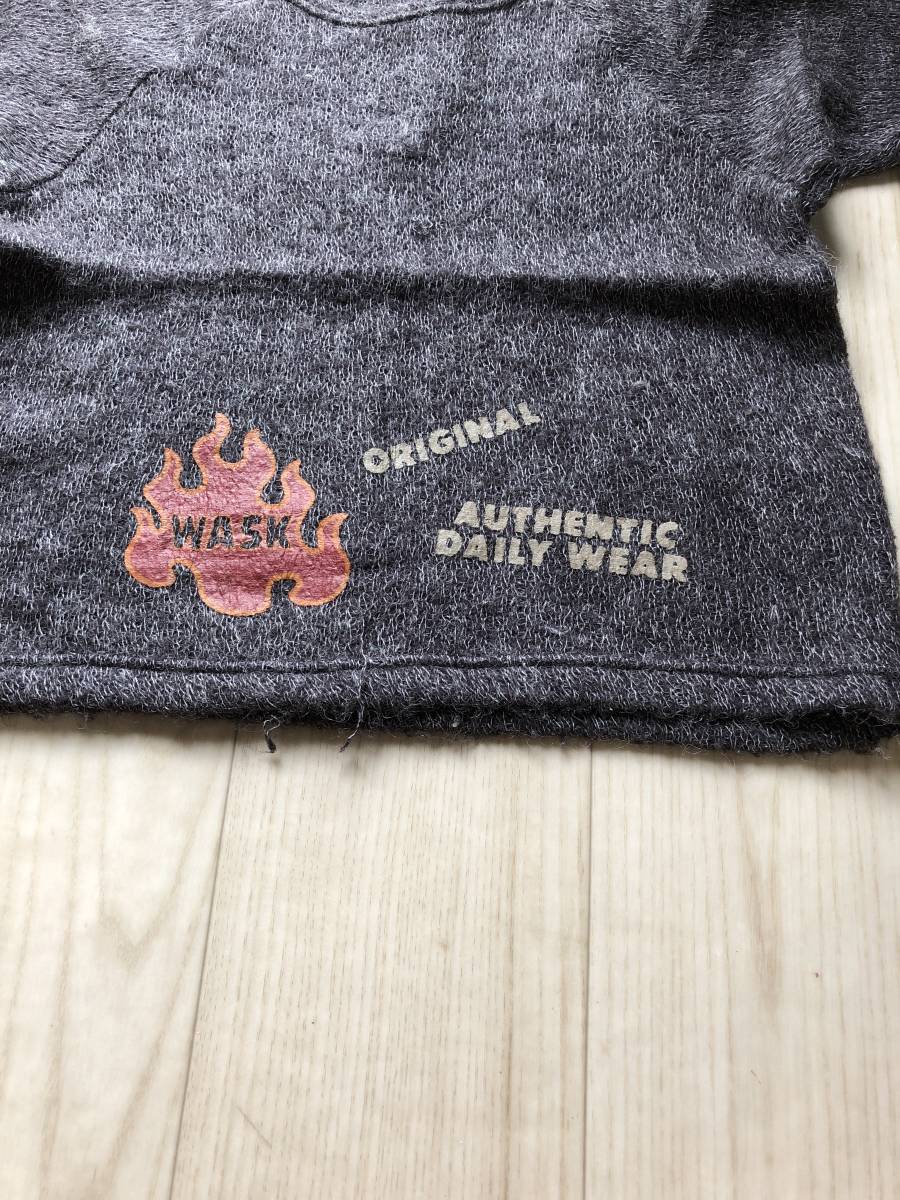 WASK
ORIGINAL
AUTHENTIC
DAILY WEAR